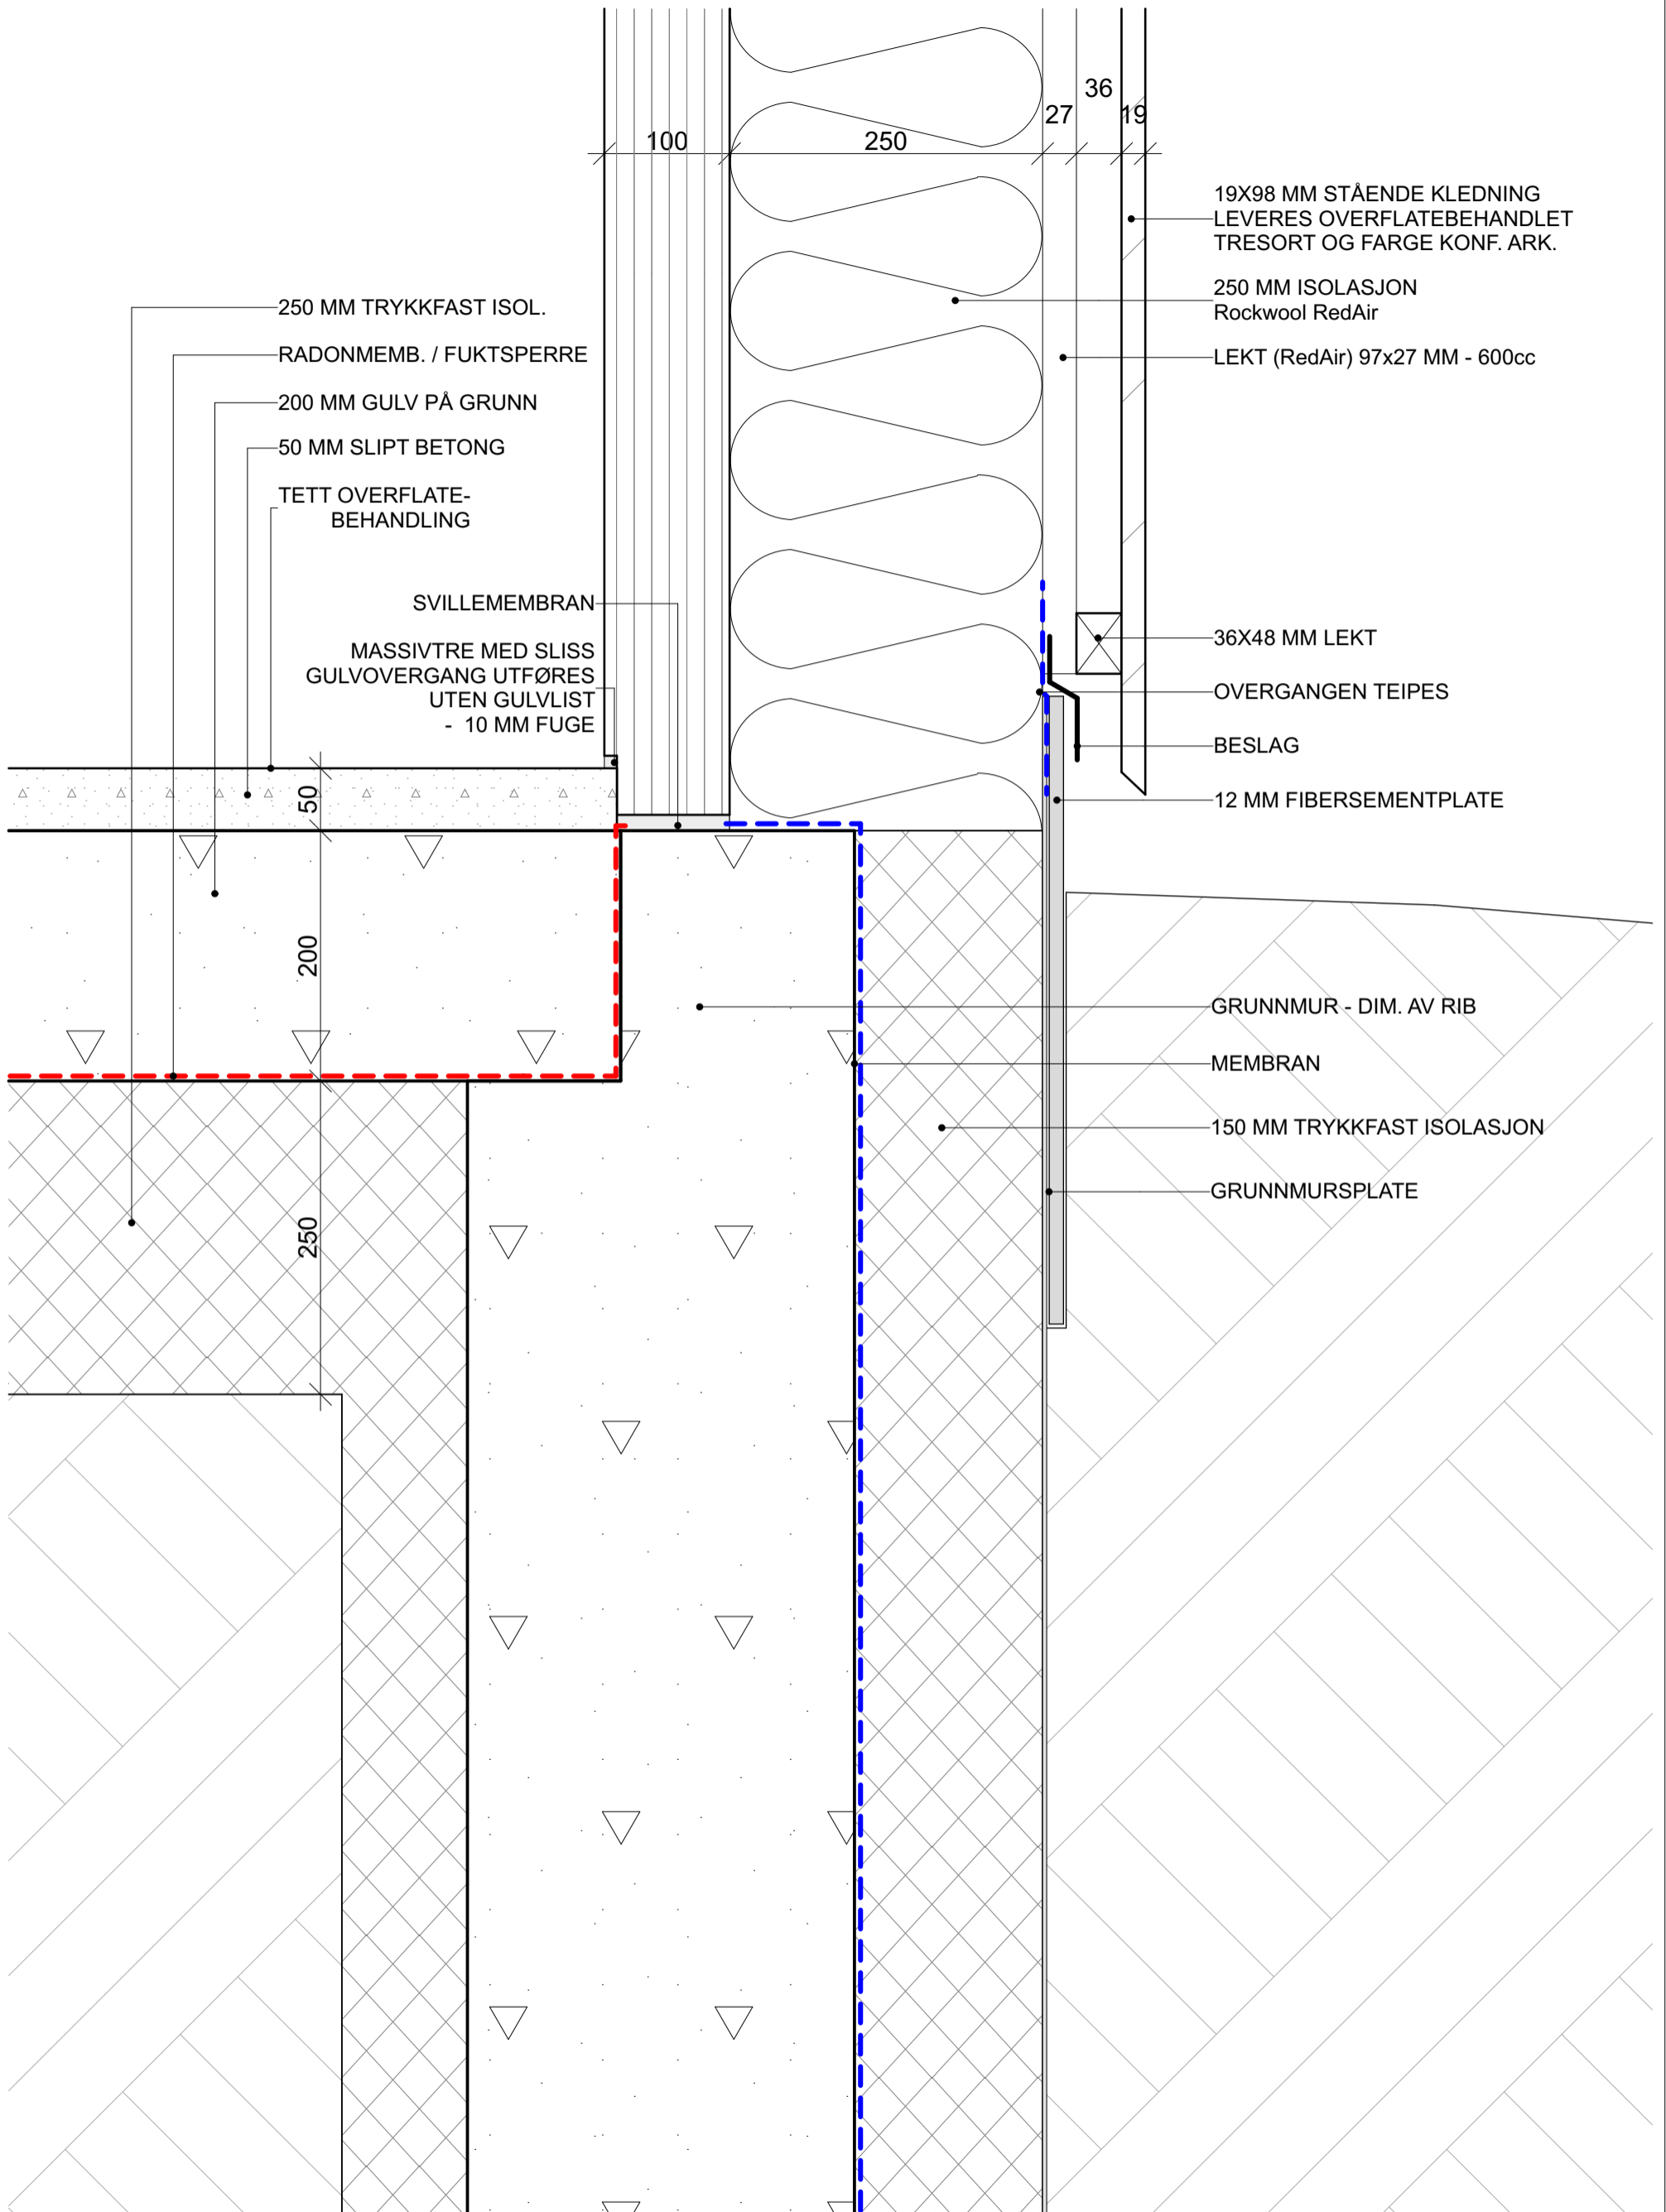 36
27
19
100
250
19X98 MM STÅENDE KLEDNING
LEVERES OVERFLATEBEHANDLET
TRESORT OG FARGE KONF. ARK.
250 MM ISOLASJON
Rockwool RedAir
LEKT (RedAir) 97x27 MM - 600cc
250 MM TRYKKFAST ISOL.
RADONMEMB. / FUKTSPERRE
200 MM GULV PÅ GRUNN
50 MM SLIPT BETONG
TETT OVERFLATE-
BEHANDLING
SVILLEMEMBRAN
MASSIVTRE MED SLISS
GULVOVERGANG UTFØRES
UTEN GULVLIST
- 10 MM FUGE
36X48 MM LEKT
OVERGANGEN TEIPES
BESLAG
12 MM FIBERSEMENTPLATE
50
200
250
GRUNNMUR - DIM. AV RIB
MEMBRAN
150 MM TRYKKFAST ISOLASJON
GRUNNMURSPLATE